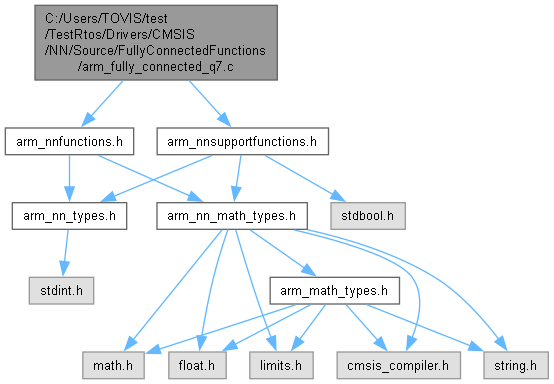 C:/Users/TOVIS/test
/TestRtos/Drivers/CMSIS
/NN/Source/FullyConnectedFunctions
/arm_fully_connected_q7.c
arm_nnfunctions.h
arm_nnsupportfunctions.h
arm_nn_types.h
arm_nn_math_types.h
stdbool.h
stdint.h
arm_math_types.h
math.h
float.h
limits.h
cmsis_compiler.h
string.h